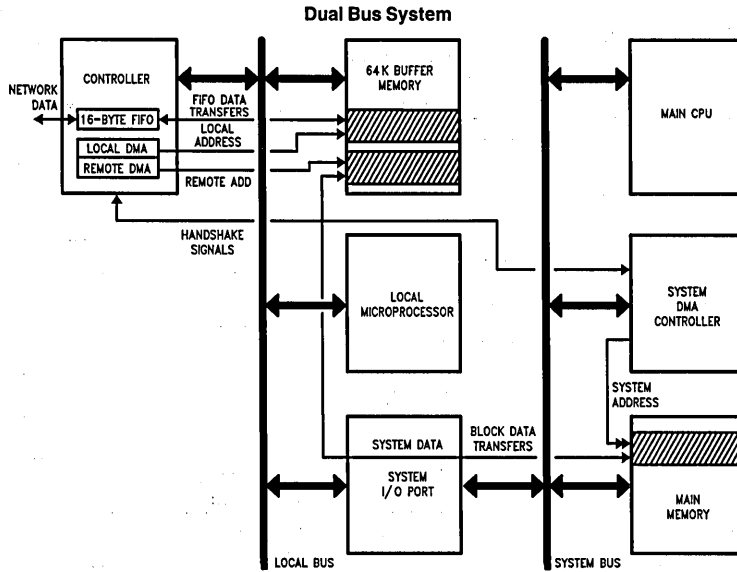 Dual Bus System
CONTROLLER
NETWORK
DATA
16-BYTE FIFO
LOCAL DMA
REMOTE DMA
FIFO DATA
TRANSFERS
LOCAL
ADDRESS
REMOTE ADD
64K BUFFER
MEMORY
MAIN CPU
HANDSHAKE
SIGNALS
LOCAL
MICROPROCESSOR
SYSTEM
DMA
CONTROLLER
SYSTEM
ADDRESS
SYSTEM DATA
BLOCK DATA
TRANSFERS
SYSTEM
I/O PORT
MAIN
MEMORY
LOCAL BUS
SYSTEM BUS